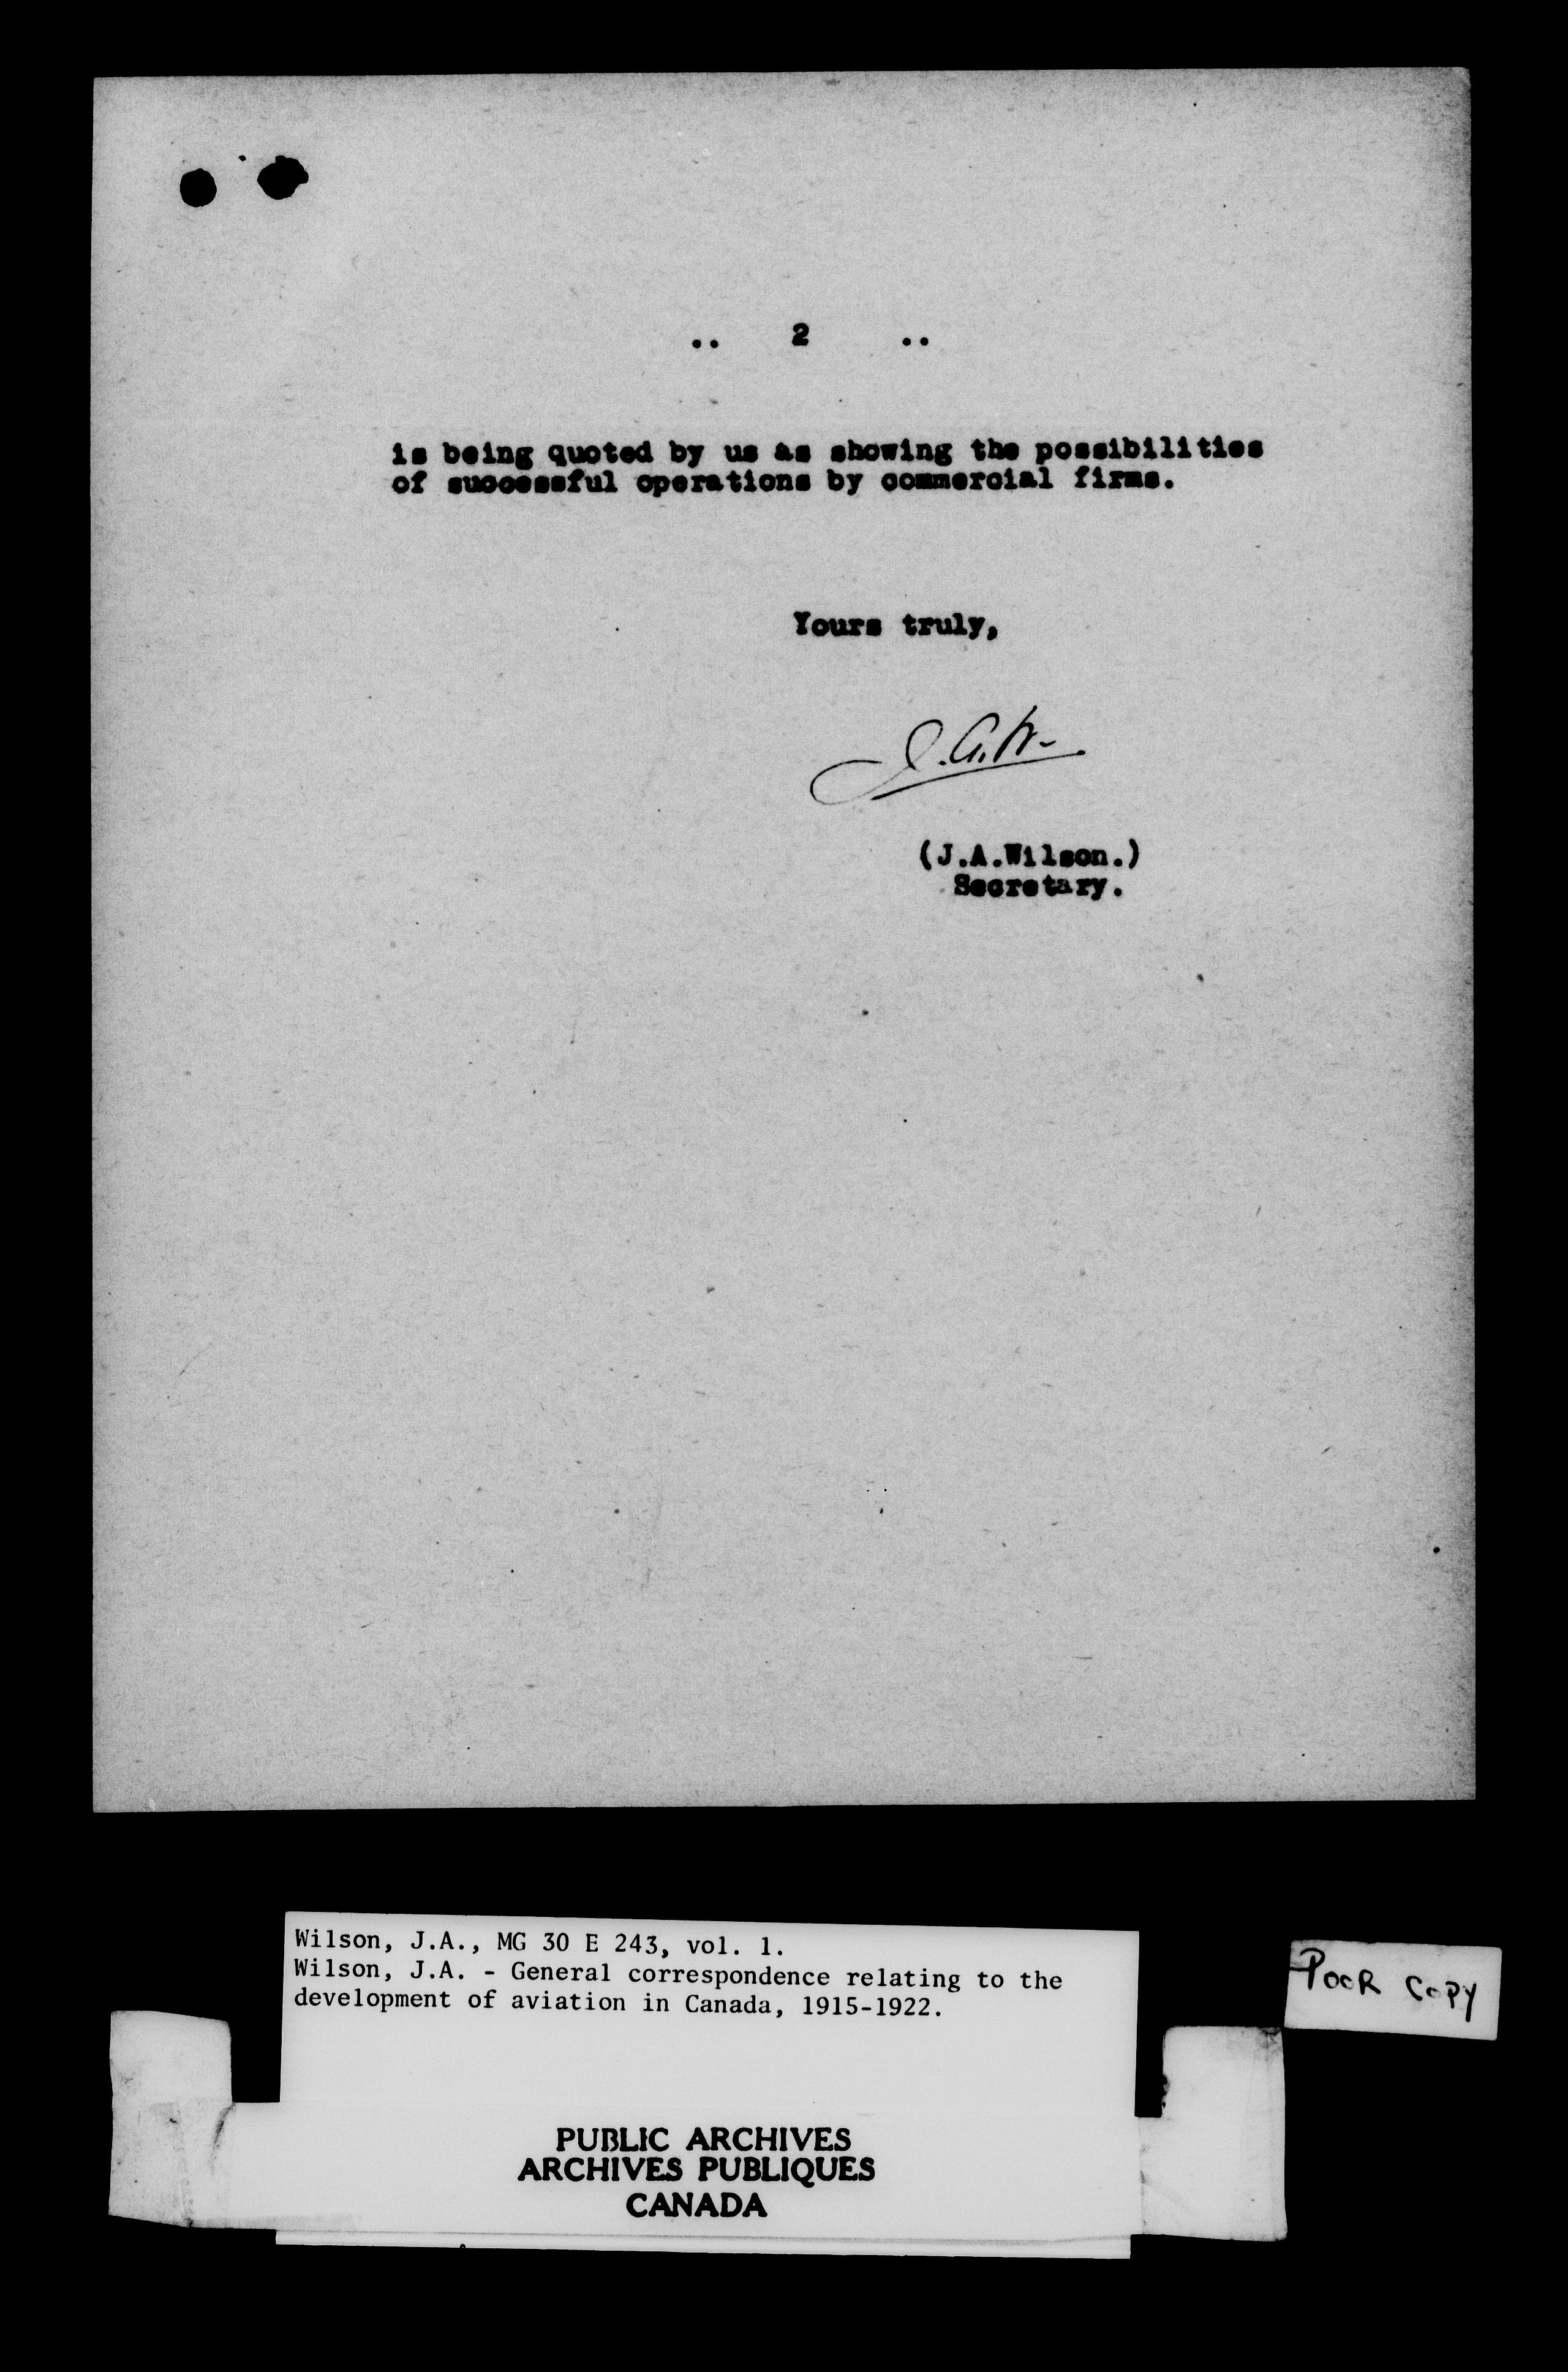 .. 2 ..
is being quoted by us as showing the possibilities
of successful operations by commercial firms.
Yours truly,
J.A.W-
(J.A.Wilson.)
Secretary.
Wilson, J.A., MG 30 E 243, vol. 1.
Wilson, J.A. - General correspondence relating to the
development of aviation in Canada, 1915-1922.
POOR COPY
PUBLIC ARCHIVES
ARCHIVES PUBLIQUES
CANADA